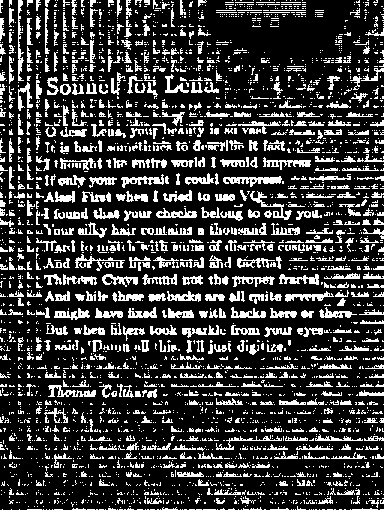 Sonnet for Lena
O dear Lena, your beauty is so vast
It is hard sometimes to describe it fast.
I thought the entire world I would impress
If only your portrait I could compress.
Alas! First when I tried to use VQ
I found that your cheeks belong to only you.
Your silky hair contains a thousand lines
Hard to match with sums of discrete cosines.
And for your lips, sensual and tactual
Thirteen Crays found not the proper fractal.
And while these setbacks are all quite severe
I might have fixed them with hacks here or there
But when filters took sparkle from your eyes
I said, 'Damn all this. I'll just digitize.'
Thomas Colthurst